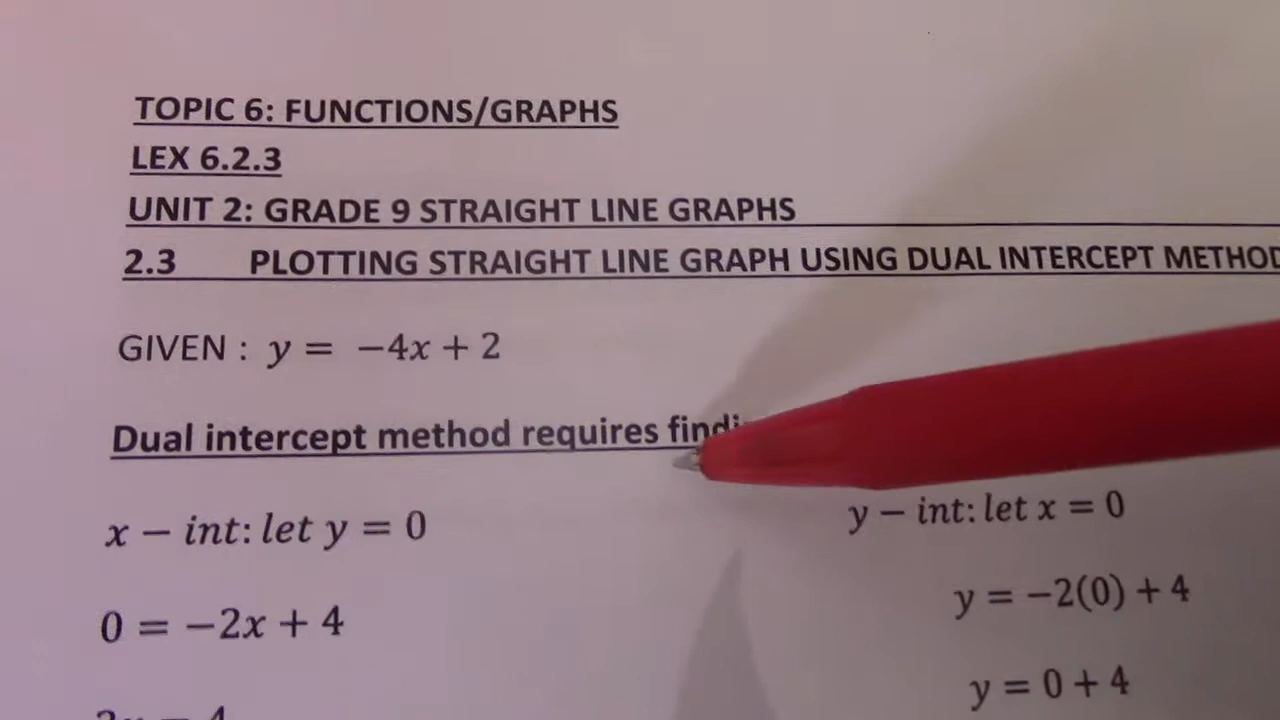 TOPIC 6: FUNCTIONS/GRAPHS
LEX 6.2.3
UNIT 2: GRADE 9 STRAIGHT LINE GRAPHS
2.3 PLOTTING STRAIGHT LINE GRAPH USING DUAL INTERCEPT METHOD
GIVEN : y = −4x + 2
Dual intercept method requires
x − int: let y = 0
y − int: let x = 0
0 = −2x + 4
y = −2(0) + 4
y = 0 + 4